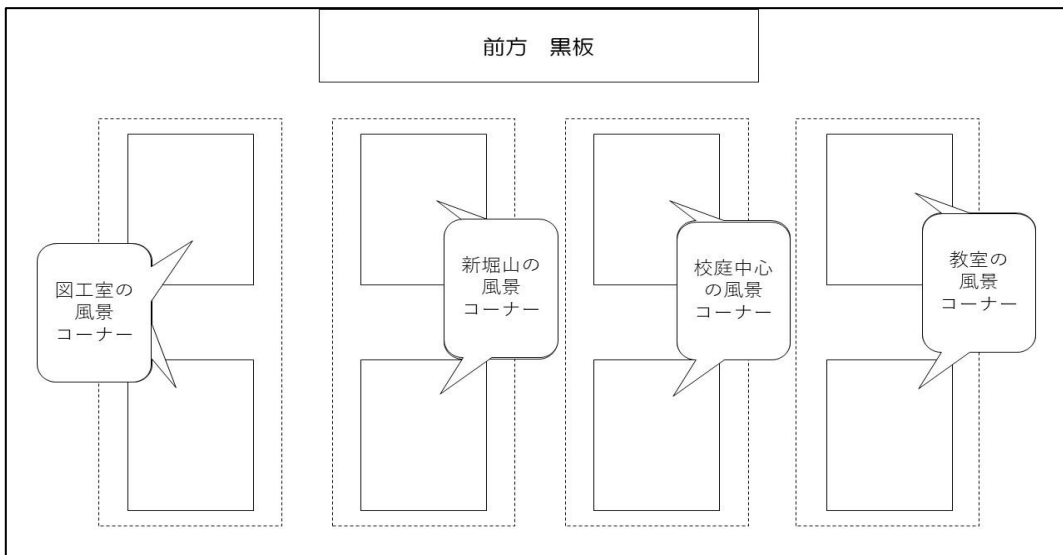 前方　黒板
図工室の
風景
コーナー
新堀山の
風景
コーナー
校庭中心
の風景
コーナー
教室の
風景
コーナー